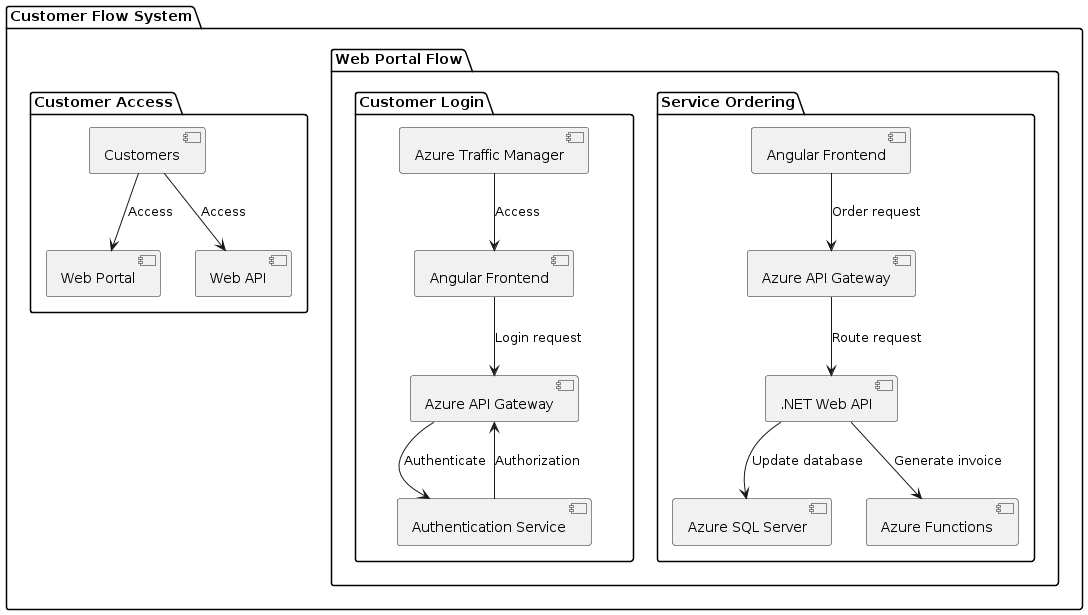 Customer Flow System
Web Portal Flow
Customer Access
Customers
Access
Access
Web Portal
Web API
Customer Login
Azure Traffic Manager
Access
Angular Frontend
Login request
Azure API Gateway
Authenticate
Authorization
Authentication Service
Service Ordering
Angular Frontend
Order request
Azure API Gateway
Route request
.NET Web API
Update database
Generate invoice
Azure SQL Server
Azure Functions